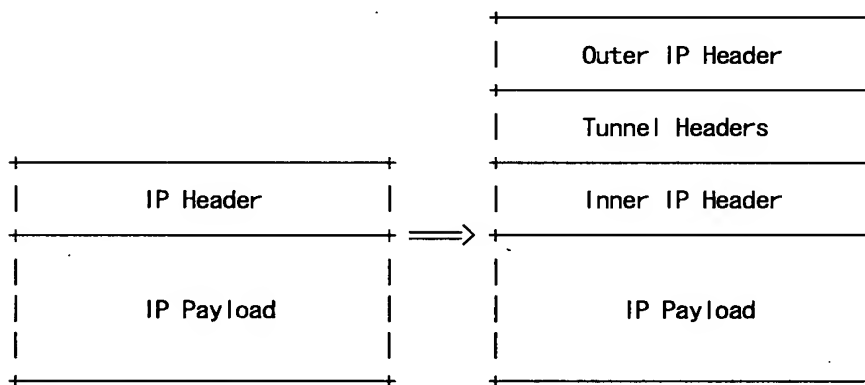 Outer IP Header
Tunnel Headers
IP Header
Inner IP Header
IP Payload
IP Payload